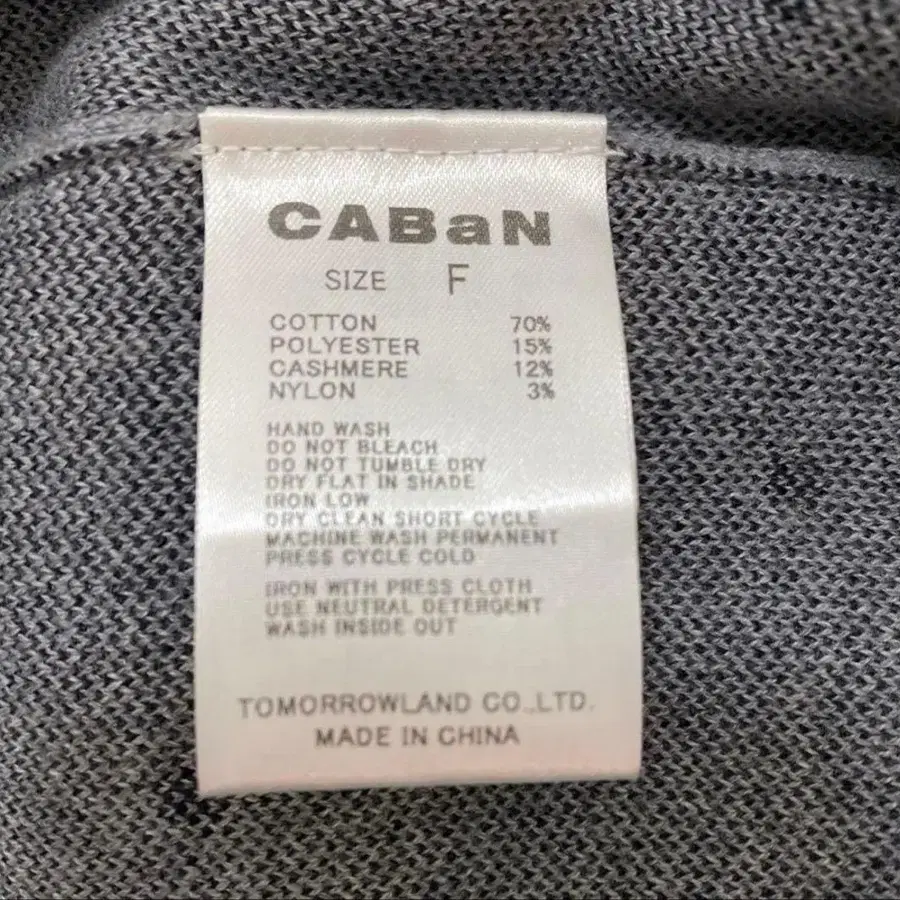 CABaN
SIZE F
COTTON 70%
POLYESTER 15%
CASHMERE 12%
NYLON 3%
HAND WASH
DO NOT BLEACH
DO NOT TUMBLE DRY
DRY FLAT IN SHADE
IRON LOW
DRY CLEAN SHORT CYCLE
MACHINE WASH PERMANENT
PRESS CYCLE COLD
IRON WITH PRESS CLOTH
USE NEUTRAL DETERGENT
WASH INSIDE OUT
TOMORROWLAND CO.,LTD.
MADE IN CHINA